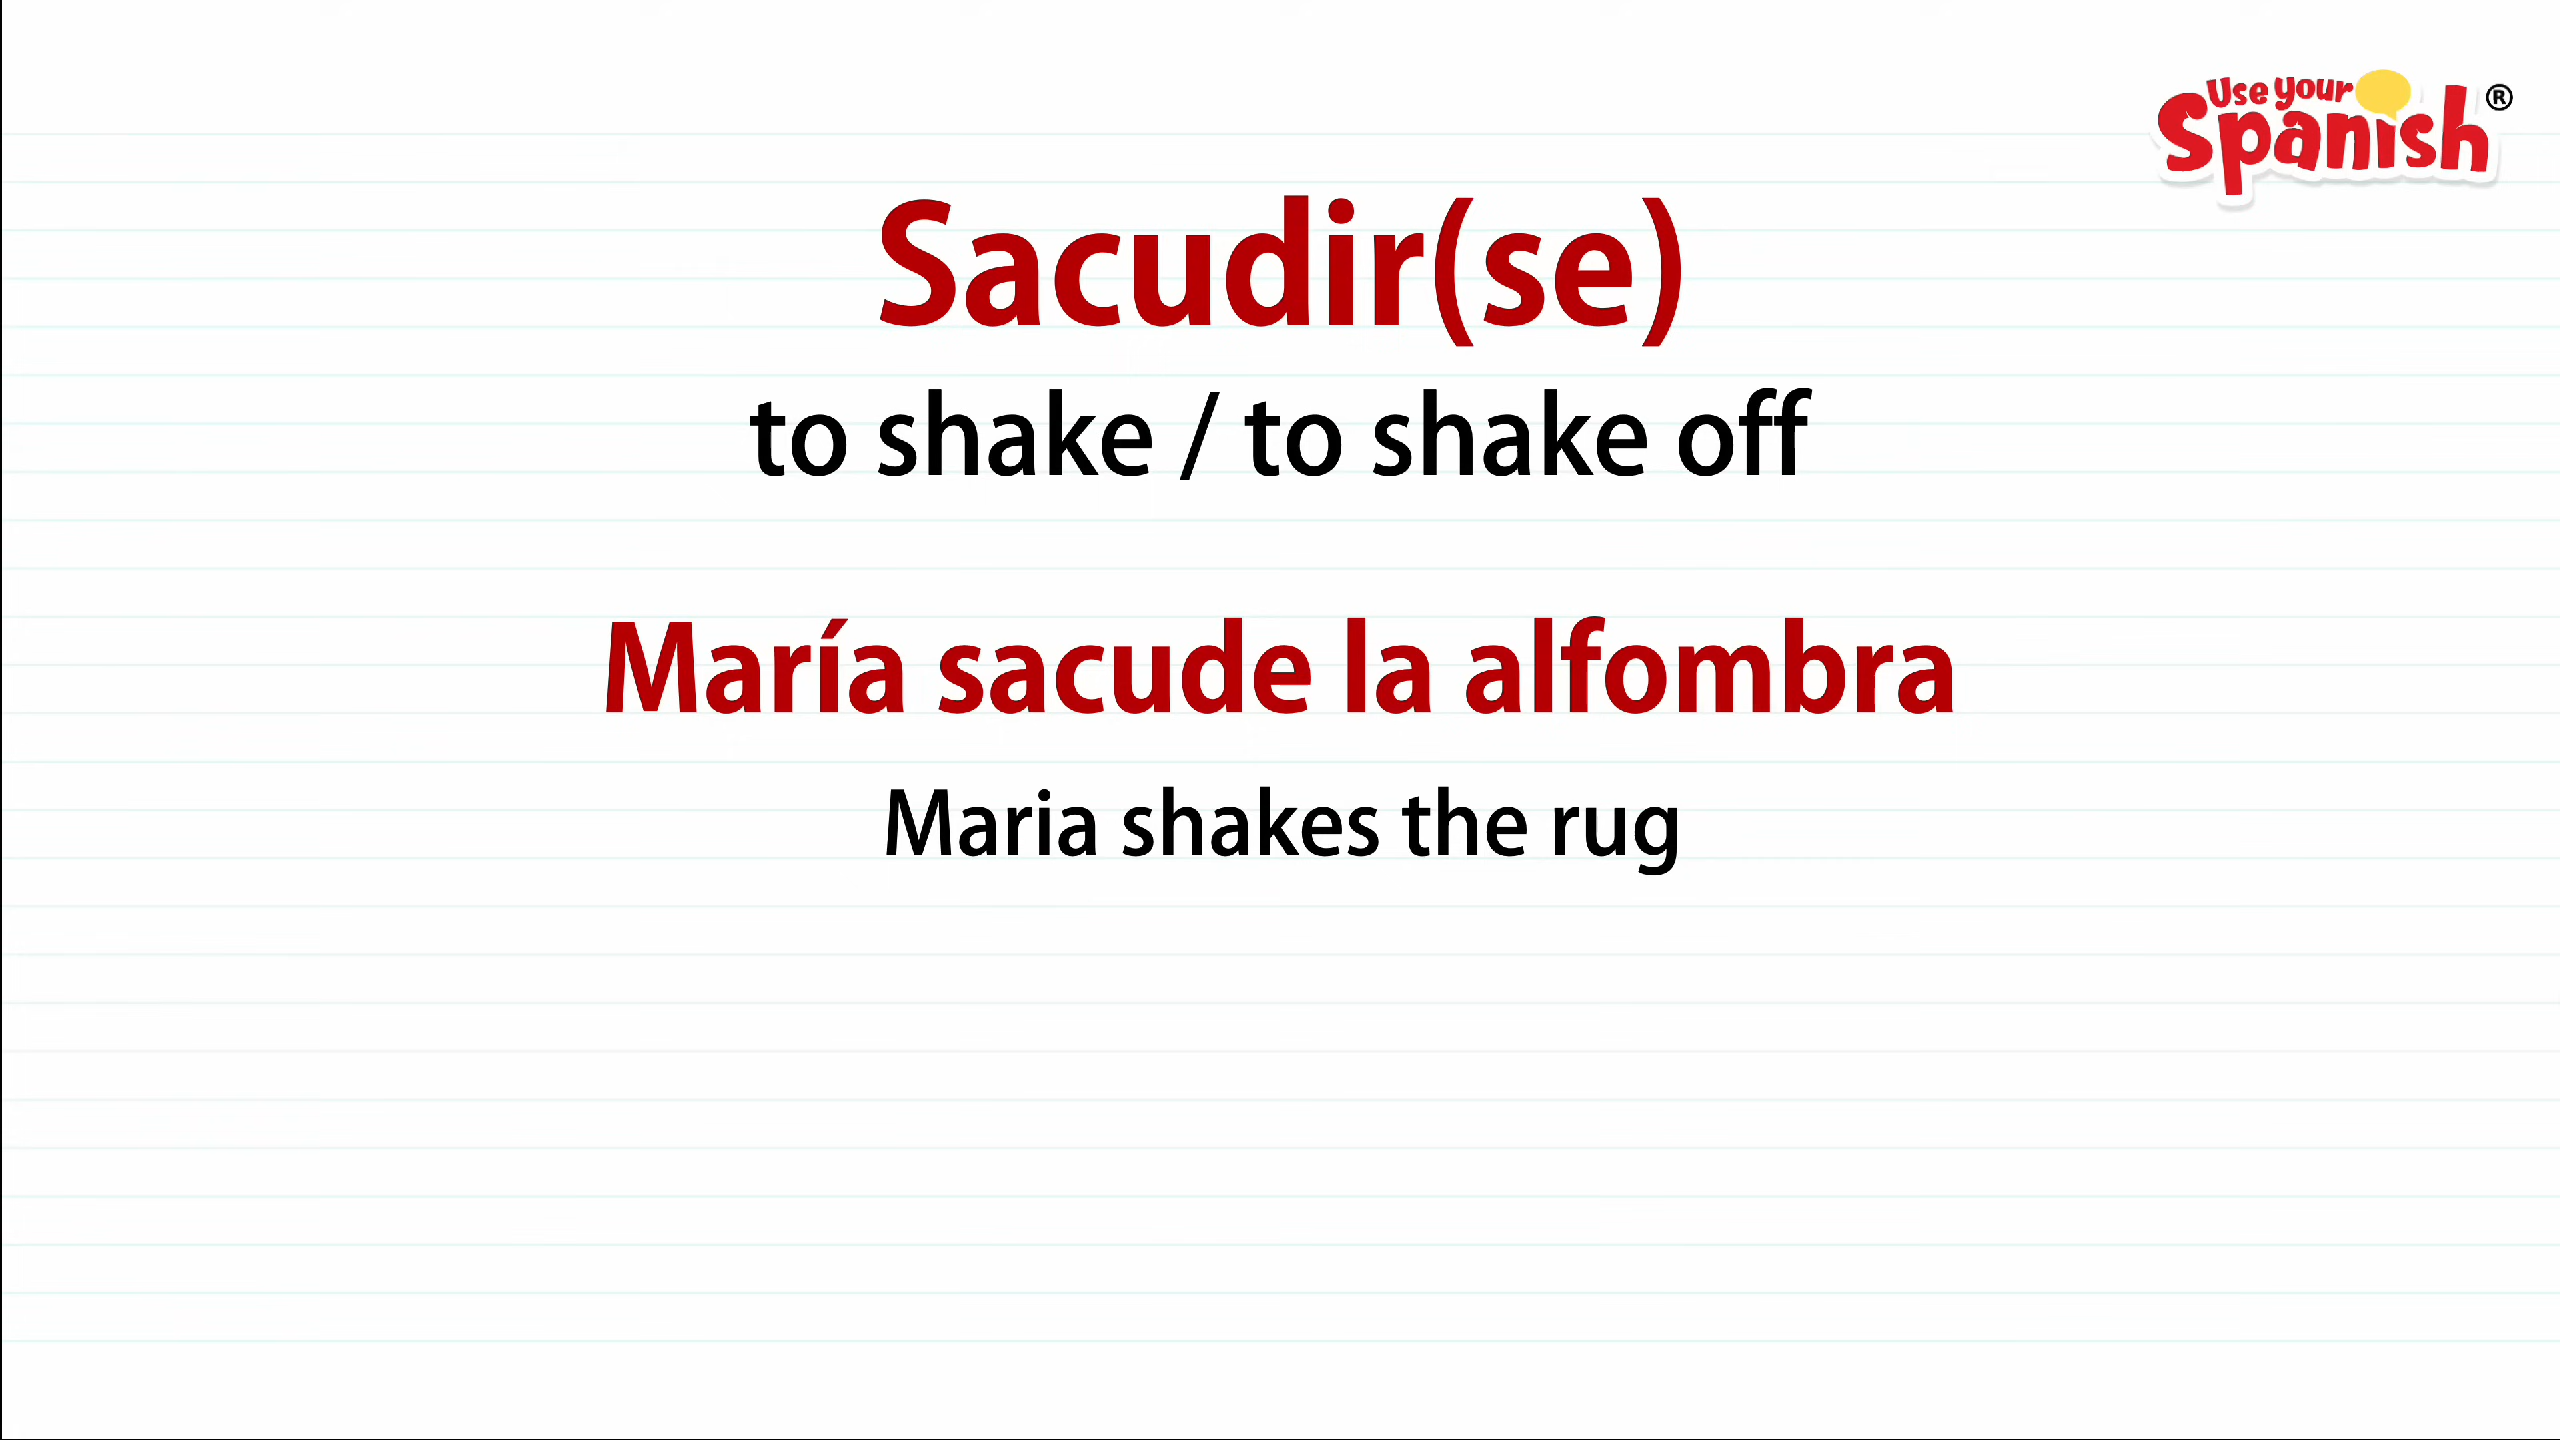 Use your
Spanish®
Sacudir(se)
to shake / to shake off
María sacude la alfombra
Maria shakes the rug